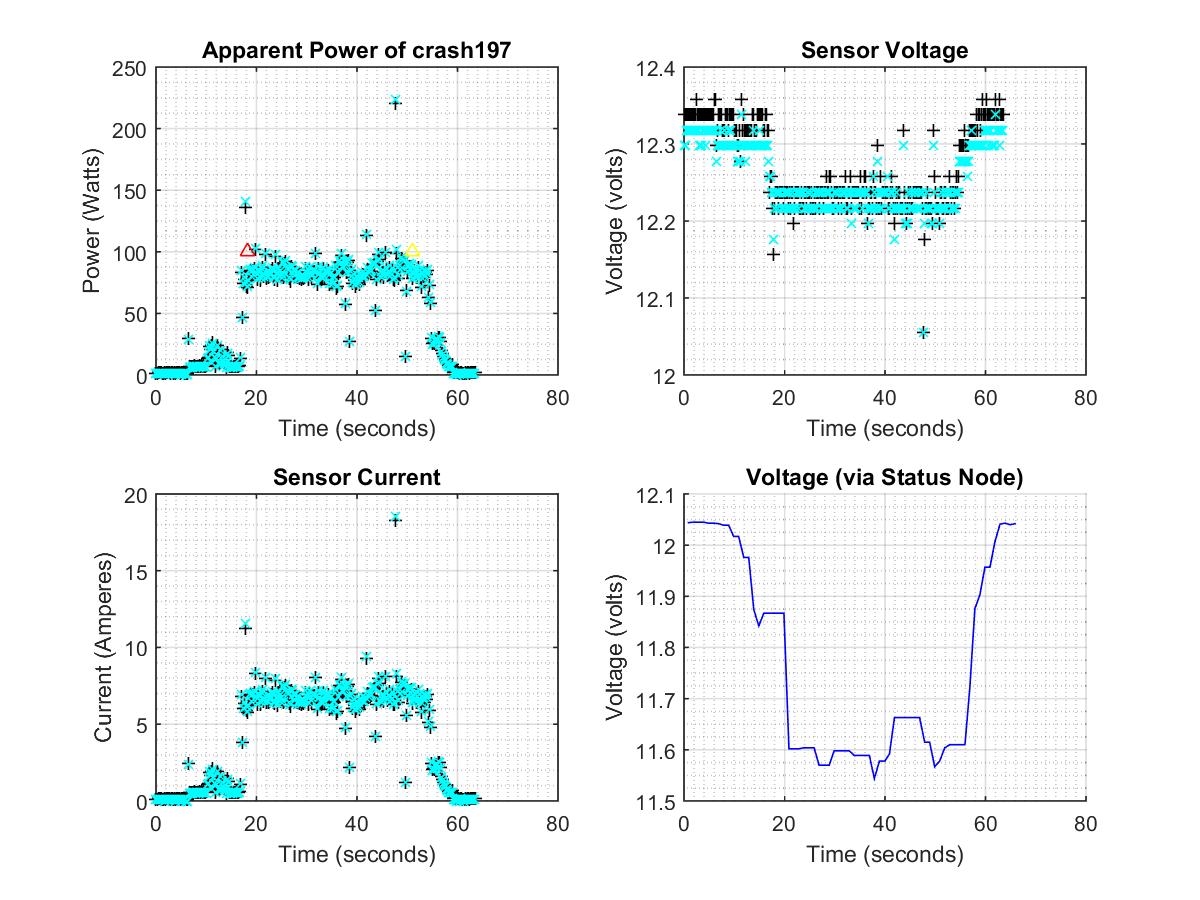 Apparent Power of crash197
250
200
150
100
50
0
Power (Watts)
0 20 40 60 80
Time (seconds)
Sensor Voltage
12.4
12.3
12.2
12.1
12
Voltage (volts)
0 20 40 60 80
Time (seconds)
Sensor Current
20
15
10
5
0
Current (Amperes)
0 20 40 60 80
Time (seconds)
Voltage (via Status Node)
12.1
12
11.9
11.8
11.7
11.6
11.5
Voltage (volts)
0 20 40 60 80
Time (seconds)